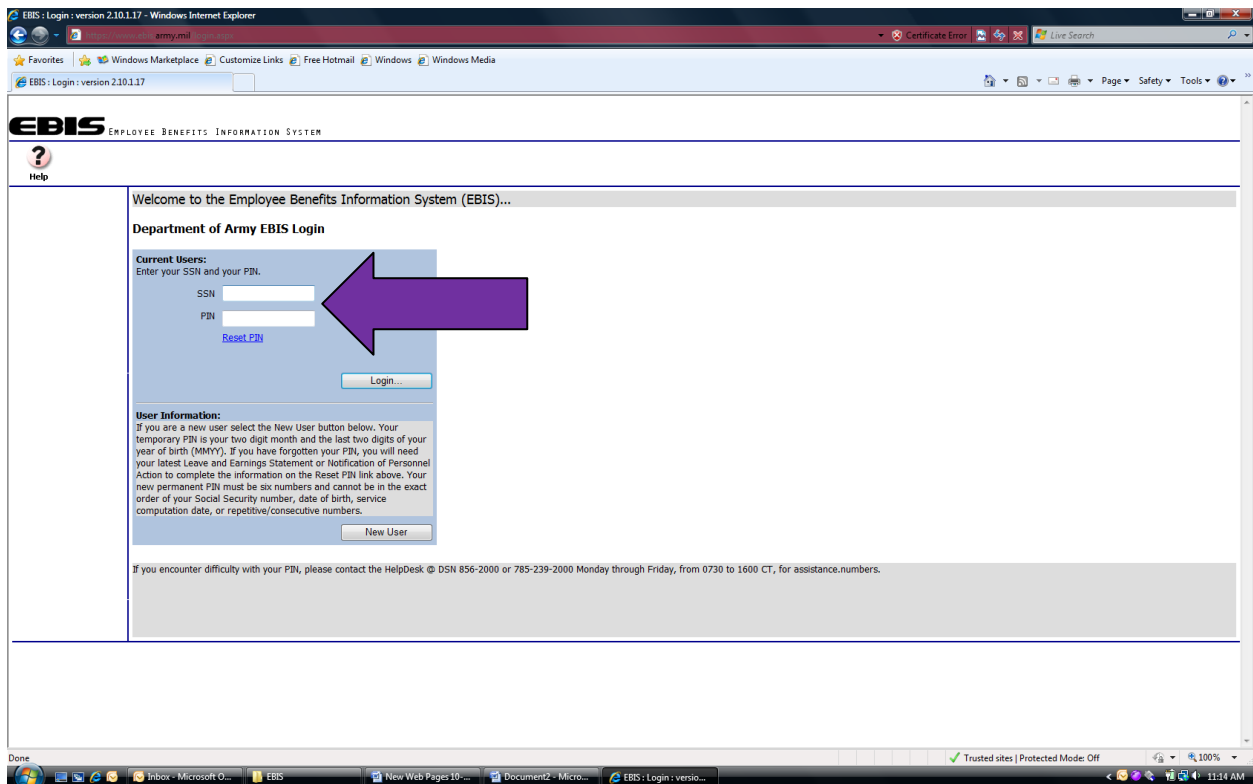 EBIS : Login : version 2.10.1.17 - Windows Internet Explorer
https://www.ebis.army.mil/login.aspx
Certificate Error
Live Search
Favorites
Windows Marketplace
Customize Links
Free Hotmail
Windows
Windows Media
EBIS : Login : version 2.10.1.17
Page
Safety
Tools
EBIS EMPLOYEE BENEFITS INFORMATION SYSTEM
?
Help
Welcome to the Employee Benefits Information System (EBIS)...
Department of Army EBIS Login
Current Users:
Enter your SSN and your PIN.
SSN
PIN
Reset PIN
Login...
User Information:
If you are a new user select the New User button below. Your
temporary PIN is your two digit month and the last two digits of your
year of birth (MMYY). If you have forgotten your PIN, you will need
your latest Leave and Earnings Statement or Notification of Personnel
Action to complete the information on the Reset PIN link above. Your
new permanent PIN must be six numbers and cannot be in the exact
order of your Social Security number, date of birth, service
computation date, or repetitive/consecutive numbers.
New User
If you encounter difficulty with your PIN, please contact the HelpDesk @ DSN 856-2000 or 785-239-2000 Monday through Friday, from 0730 to 1600 CT, for assistance.numbers.
Done
Trusted sites | Protected Mode: Off
100%
Inbox - Microsoft O...
EBIS
New Web Pages 10-...
Document2 - Micro...
EBIS : Login : versio...
11:14 AM